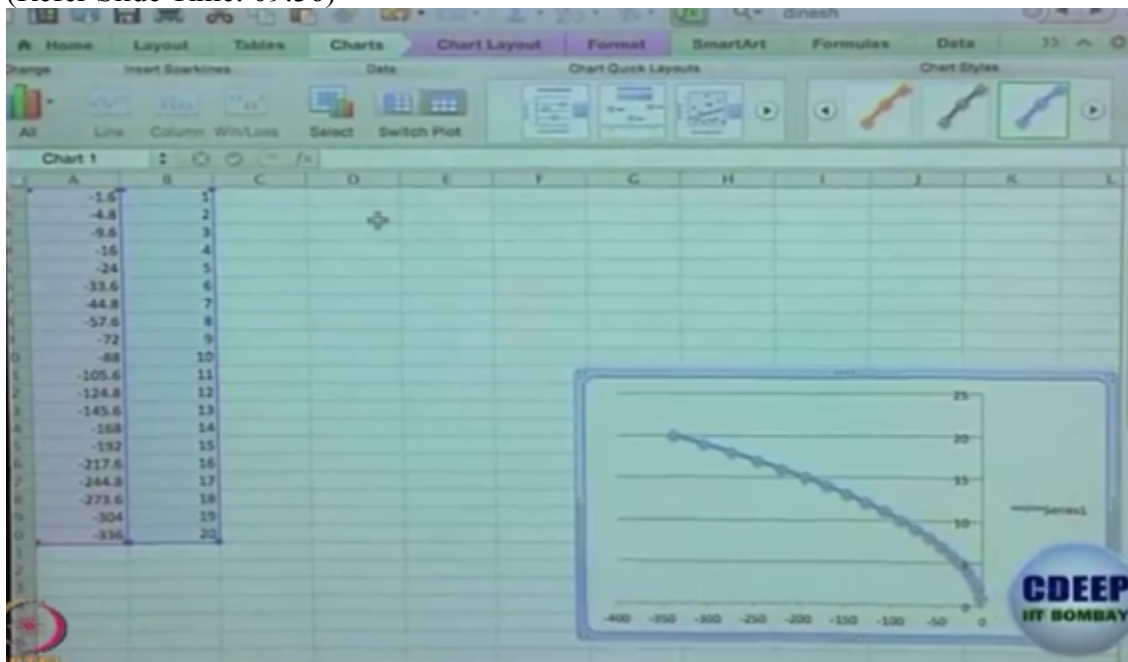 (Refer Slide Time: 09:50)
dinesh
Home Layout Tables Charts Chart Layout Format SmartArt Formulas Data
Change Insert Sparklines Data Chart Quick Layouts Chart Styles
All Line Column Win/Loss Select Switch Plot
Chart 1 fx
A B C D E F G H I J K L
-1.6 1
-4.8 2
-9.6 3
-16 4
-24 5
-33.6 6
-44.8 7
-57.6 8
-72 9
-88 10
-105.6 11
-124.8 12
-145.6 13
-168 14
-192 15
-217.6 16
-244.8 17
-273.6 18
-304 19
-336 20
25
20
15
10
5
0
-400 -350 -300 -250 -200 -150 -100 -50 0
Series1
CDEEP
IIT BOMBAY